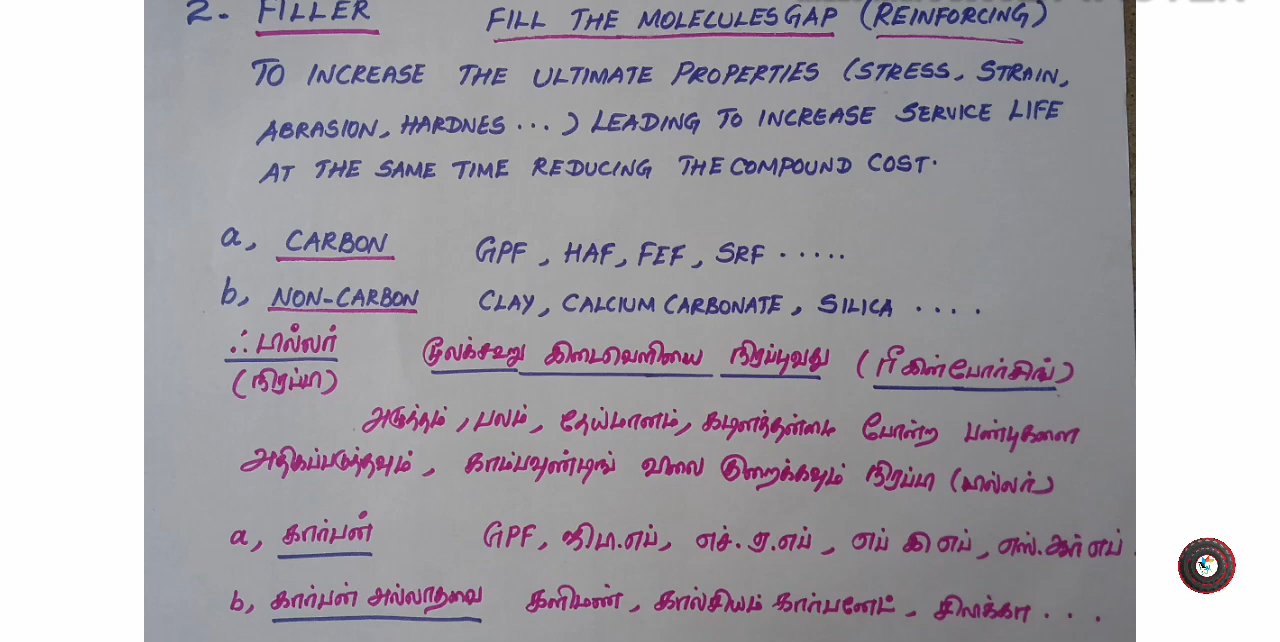 2. FILLER FILL THE MOLECULES GAP (REINFORCING)
TO INCREASE THE ULTIMATE PROPERTIES (STRESS, STRAIN,
ABRASION, HARDNES ...) LEADING TO INCREASE SERVICE LIFE
AT THE SAME TIME REDUCING THE COMPOUND COST.
a, CARBON GPF, HAF, FEF, SRF .....
b, NON-CARBON CLAY, CALCIUM CARBONATE, SILICA ....
ஃபில்லர் மூலக்கூறு இடைவெளியை நிரப்புவது (ரீ இன்போர்சிங்)
(நிரப்பி)
அழுத்தம், பலம், தேய்மானம், கடினத்தன்மை போன்ற பண்புகளை
அதிகப்படுத்தவும், காம்பவுண்டிங் விலை குறைக்கவும் நிரப்பி (பில்லர்)
a, கார்பன் GPF, ஜி.எப், எச்.ஏ.எப், எப் இ எப், எஸ்.ஆர் எப்.
b, கார்பன் அல்லாதவை களிமண், கால்சியம் கார்பனேட், சிலிக்கா ...